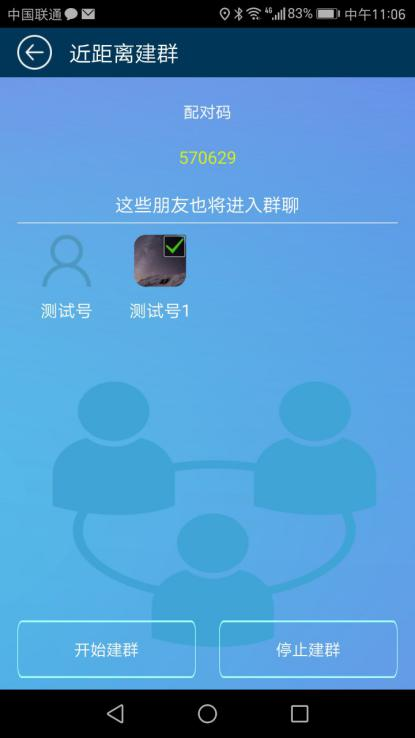 中国联通 4G 83% 中午11:06
近距离建群
配对码
570629
这些朋友也将进入群聊
测试号 测试号1
开始建群 停止建群